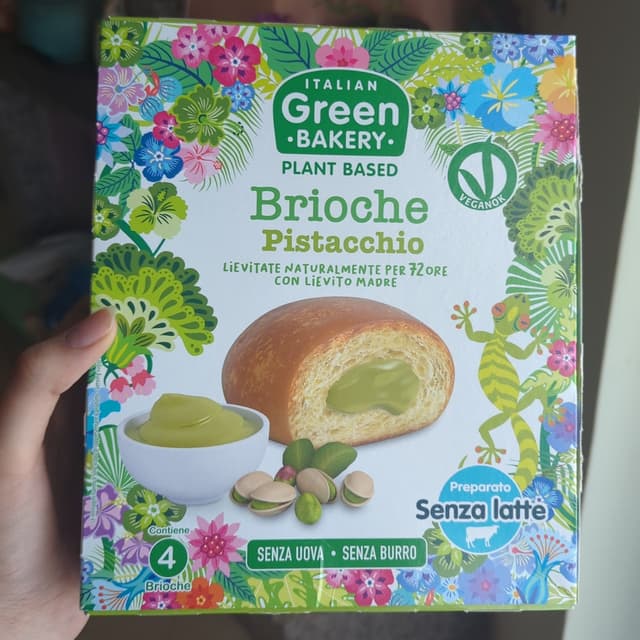 ITALIAN
Green
·BAKERY·
PLANT BASED
VEGANOK
Brioche
Pistacchio
LIEVITATE NATURALMENTE PER 72 ORE
CON LIEVITO MADRE
Preparato
Senza latte
Contiene
4
Brioche
SENZA UOVA · SENZA BURRO